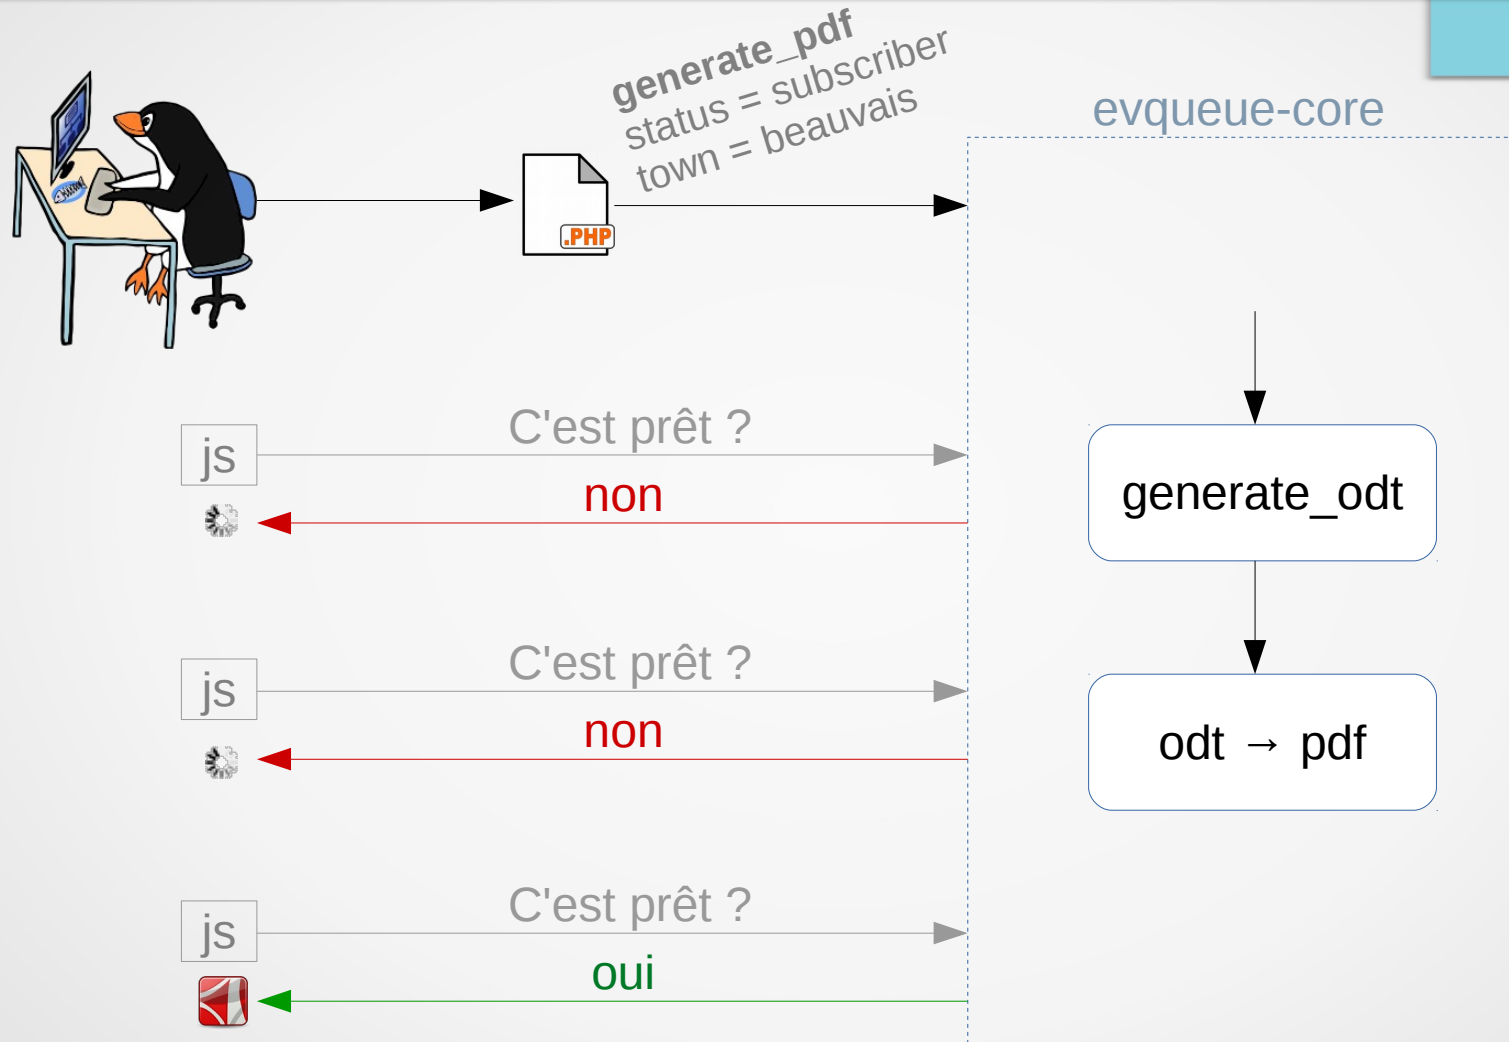 generate_pdf
status = subscriber
town = beauvais
evqueue-core
.PHP
js
C'est prêt ?
non
generate_odt
js
C'est prêt ?
non
odt → pdf
js
C'est prêt ?
oui